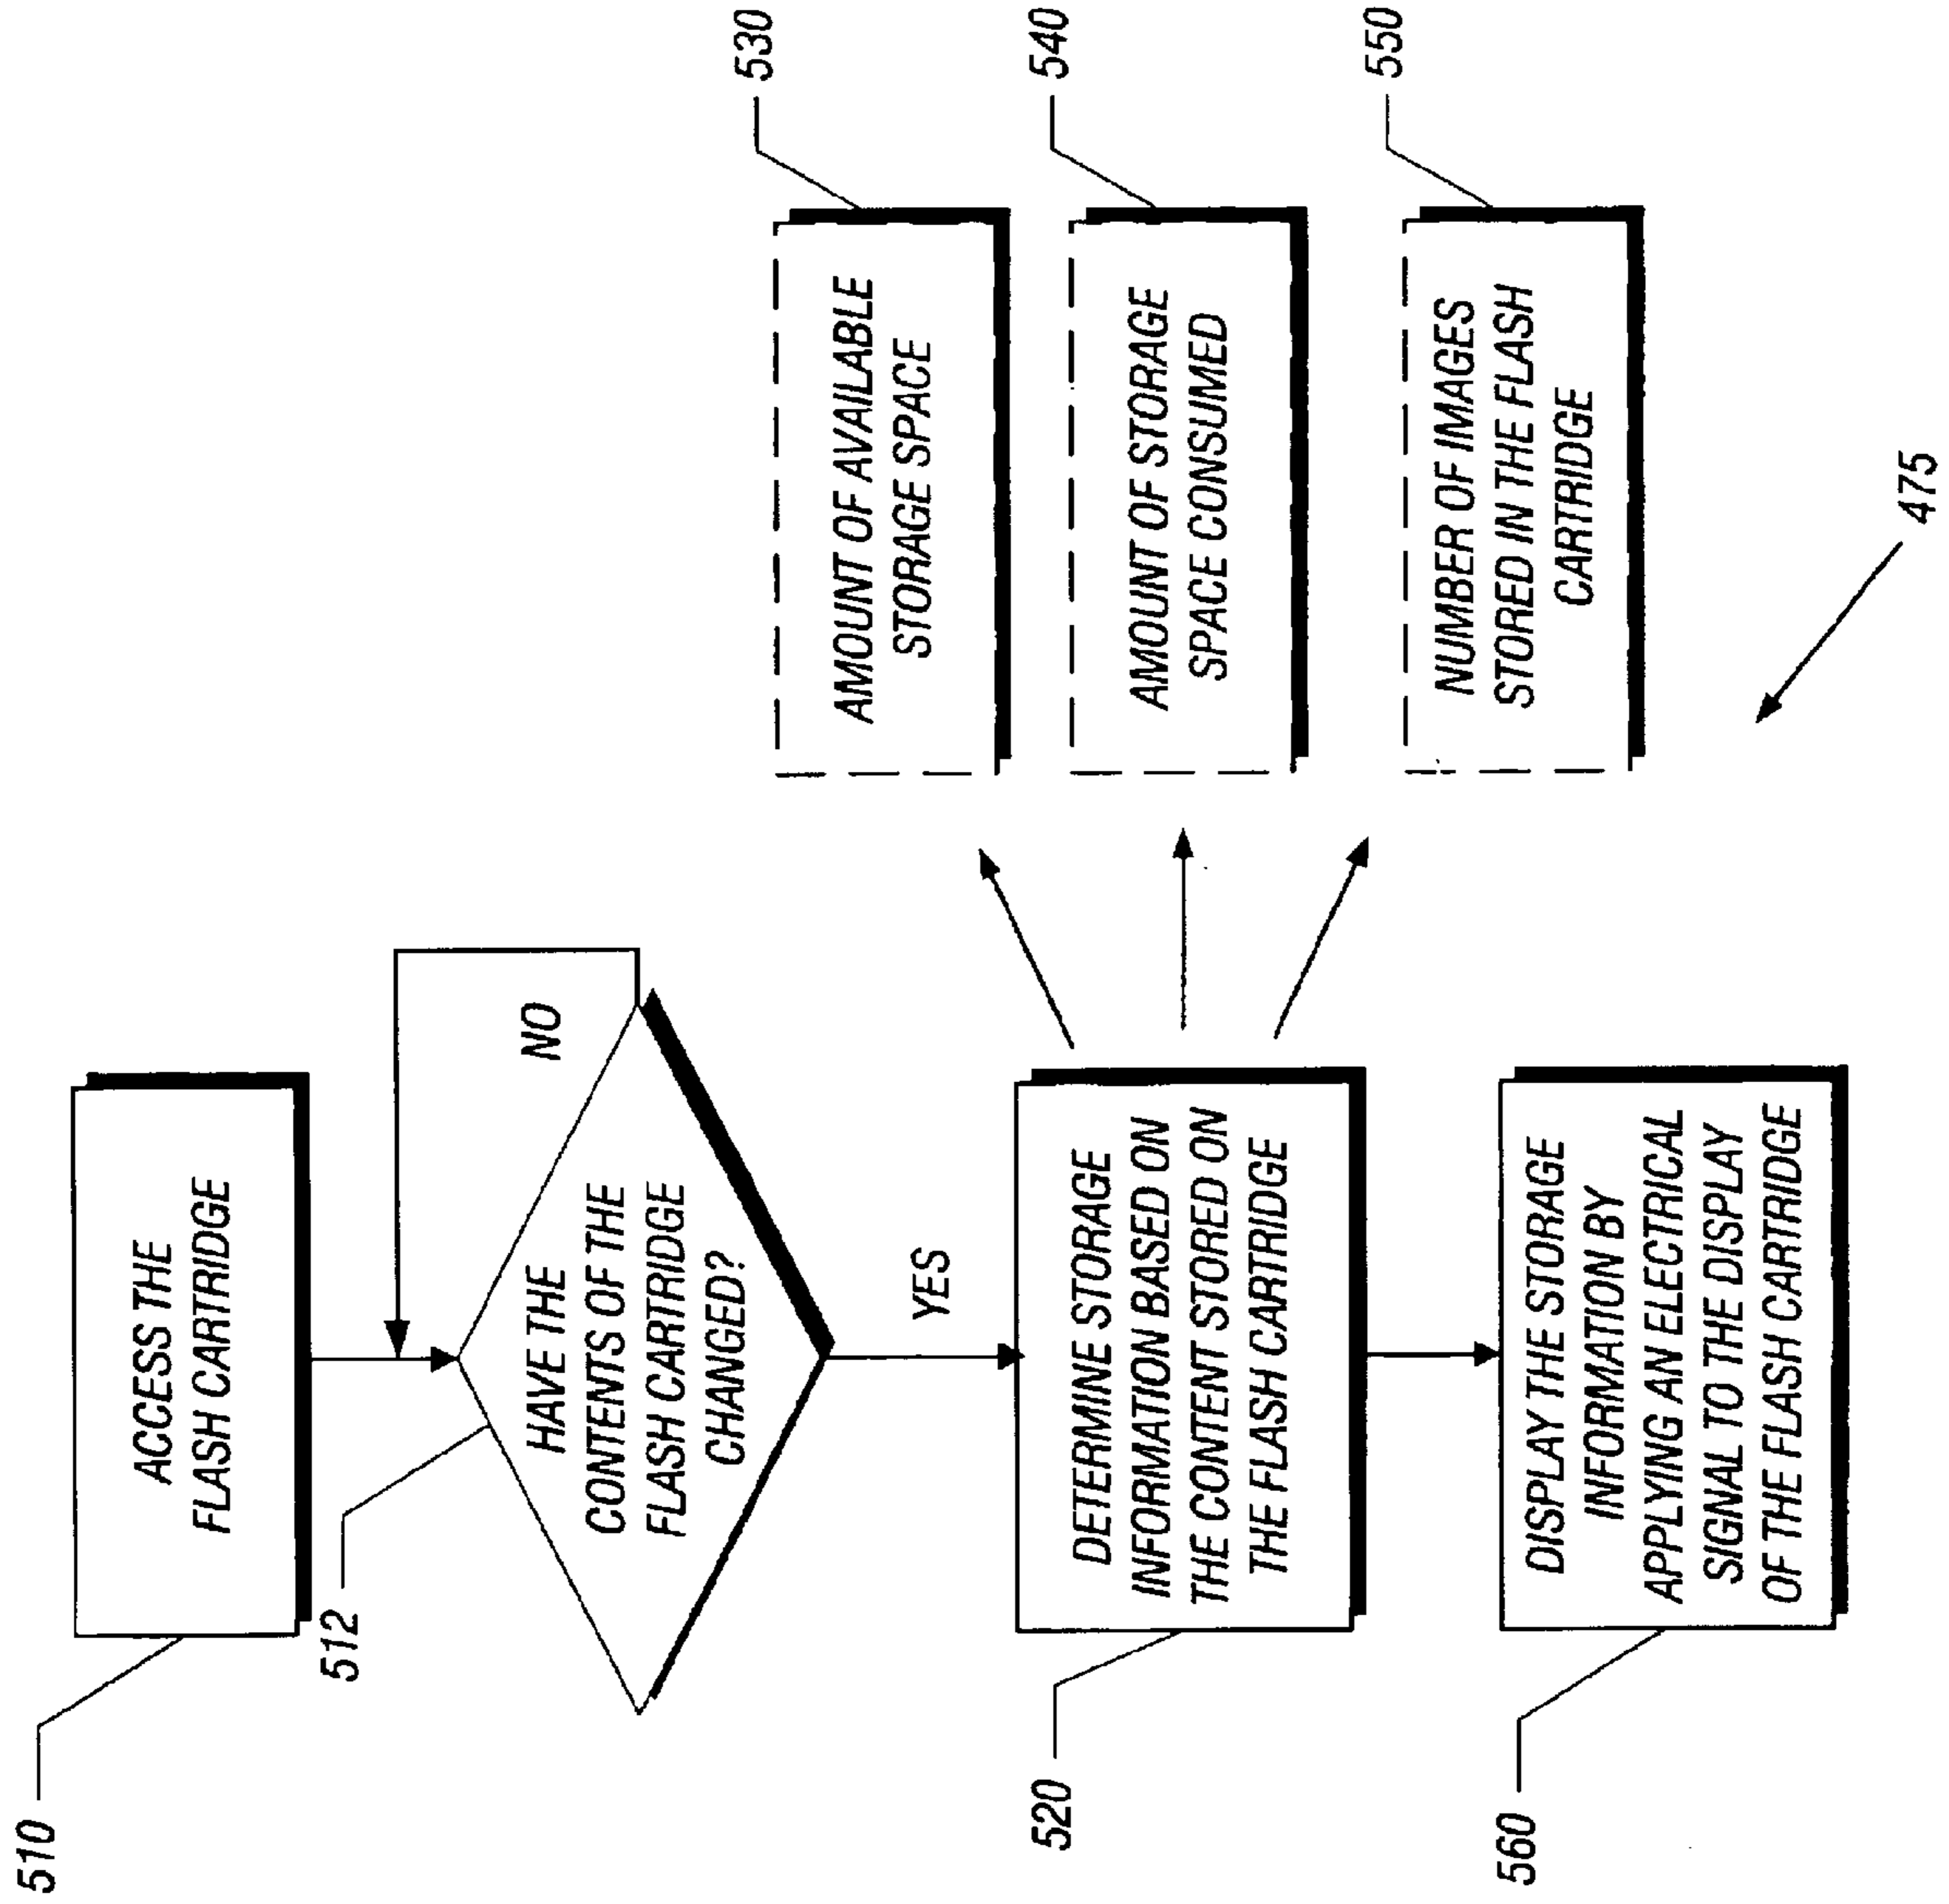 510
ACCESS THE
FLASH CARTRIDGE
512
HAVE THE
CONTENTS OF THE
FLASH CARTRIDGE
CHANGED?
NO
YES
520
DETERMINE STORAGE
INFORMATION BASED ON
THE CONTENT STORED ON
THE FLASH CARTRIDGE
530
AMOUNT OF AVAILABLE
STORAGE SPACE
540
AMOUNT OF STORAGE
SPACE CONSUMED
550
NUMBER OF IMAGES
STORED IN THE FLASH
CARTRIDGE
560
DISPLAY THE STORAGE
INFORMATION BY
APPLYING AN ELECTRICAL
SIGNAL TO THE DISPLAY
OF THE FLASH CARTRIDGE
475